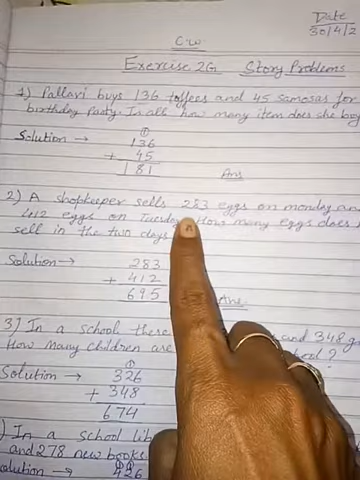 Date
30/4/2
C.W
Exercise 2G Story Problems
1) Pallavi buys 136 toffees and 45 samosas for
birthday party. In all how many item does she buy
Solution → ①
136
+ 45
181 Ans
2) A shopkeeper sells 283 eggs on monday an
412 eggs on Tuesday. How many eggs does
sell in the two days
Solution → 283
+ 412
695 Ans
3) In a school there and 348 g
How many children are ?
Solution → ①
326
+ 348
674
) In a school lib
and 278 new books
olution → 426